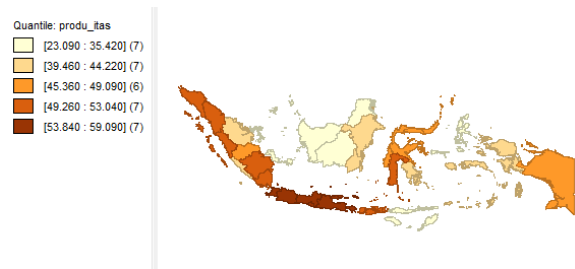 Quantile: produ_itas
[23.090 : 35.420] (7)
[39.460 : 44.220] (7)
[45.360 : 49.090] (6)
[49.260 : 53.040] (7)
[53.840 : 59.090] (7)